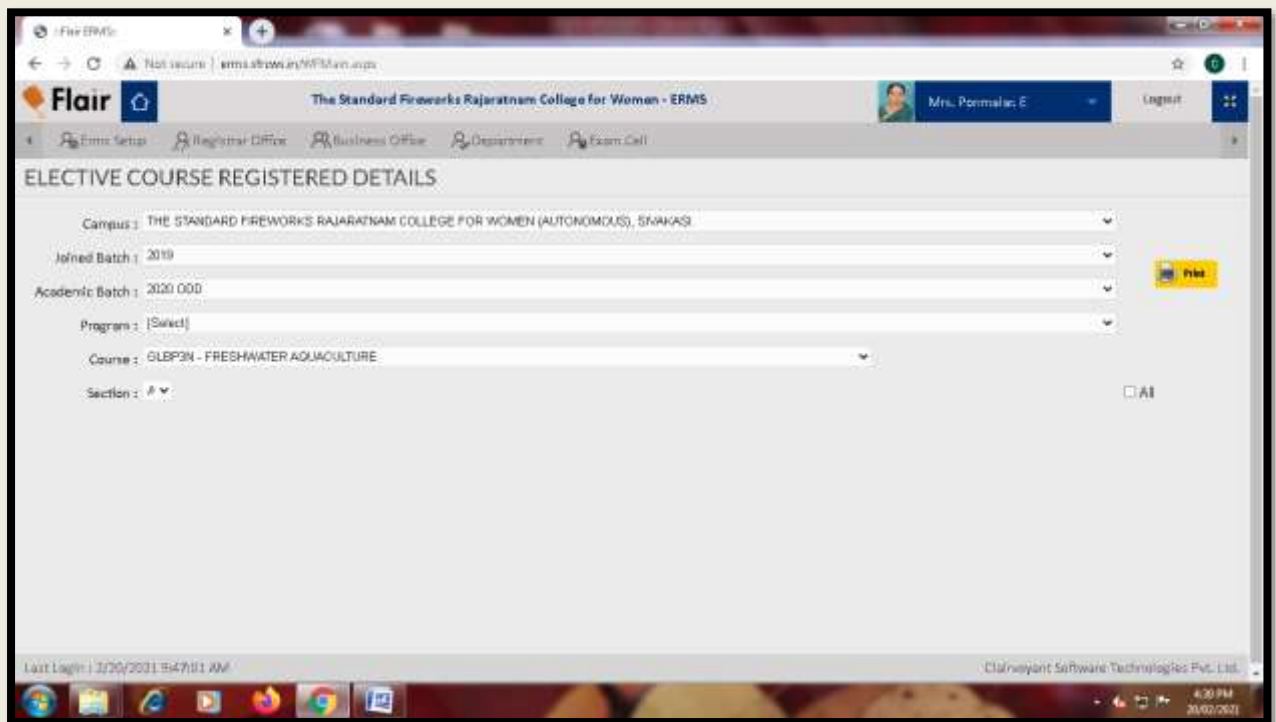 : Flair ERMS:
Not secure | erms.sfrcw.in/WFMain.aspx
Flair
The Standard Fireworks Rajaratnam College for Women - ERMS
Mrs. Ponmalar. E
Logout
Erms Setup Registrar Office Business Office Department Exam Cell
ELECTIVE COURSE REGISTERED DETAILS
Campus : THE STANDARD FIREWORKS RAJARATNAM COLLEGE FOR WOMEN (AUTONOMOUS), SIVAKASI
Joined Batch : 2019
Print
Academic Batch : 2020 ODD
Program : [Select]
Course : GLBP3N - FRESHWATER AQUACULTURE
Section : A
All
Last Login : 2/20/2021 9:47:01 AM
Clairvoyant Software Technologies Pvt. Ltd.
4:39 PM
20/02/2021